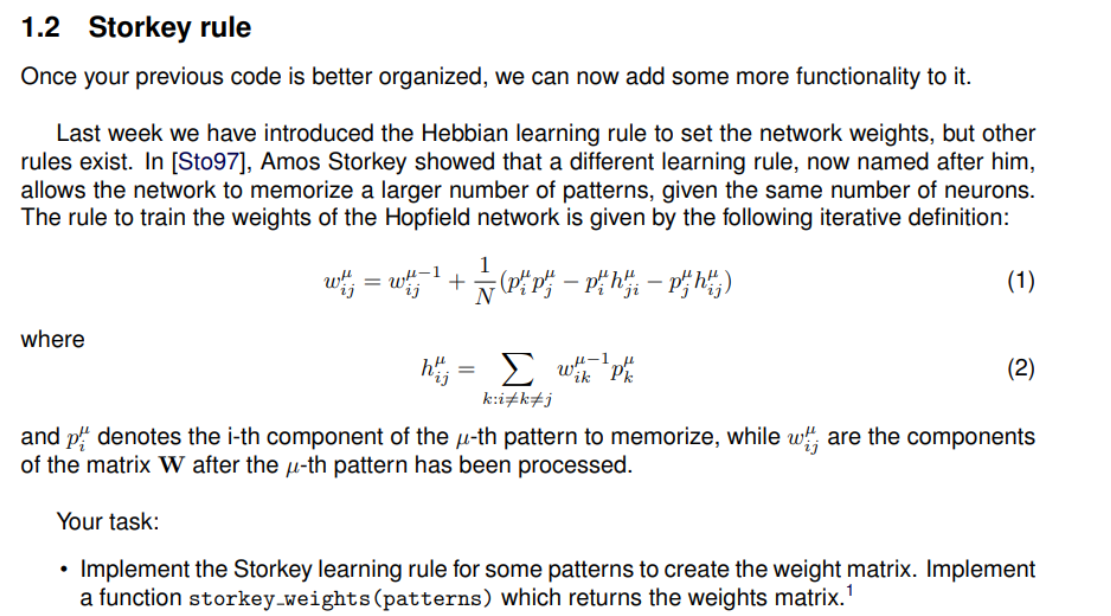 1.2 Storkey rule
Once your previous code is better organized, we can now add some more functionality to it.
Last week we have introduced the Hebbian learning rule to set the network weights, but other
rules exist. In [Sto97], Amos Storkey showed that a different learning rule, now named after him,
allows the network to memorize a larger number of patterns, given the same number of neurons.
The rule to train the weights of the Hopfield network is given by the following iterative definition:
$w_{ij}^{\mu} = w_{ij}^{\mu-1} + \frac{1}{N}(p_i^{\mu} p_j^{\mu} - p_i^{\mu} h_{ji}^{\mu} - p_j^{\mu} h_{ij}^{\mu})$ (1)
where
$h_{ij}^{\mu} = \sum_{k:i \neq k \neq j} w_{ik}^{\mu-1} p_k^{\mu}$ (2)
and $p_i^{\mu}$ denotes the i-th component of the $\mu$-th pattern to memorize, while $w_{ij}^{\mu}$ are the components
of the matrix $\mathbf{W}$ after the $\mu$-th pattern has been processed.
Your task:
• Implement the Storkey learning rule for some patterns to create the weight matrix. Implement
a function storkey_weights(patterns) which returns the weights matrix.¹